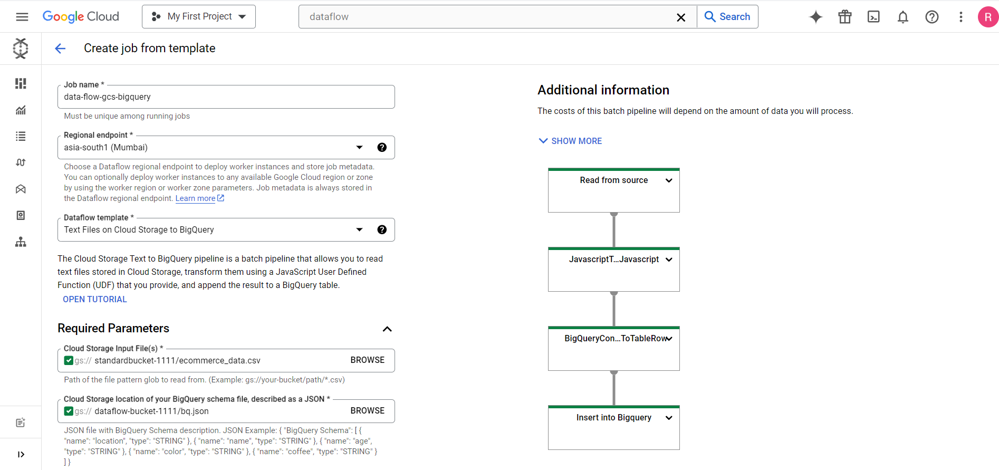 Google Cloud
My First Project
dataflow
Search
R
Create job from template
Job name *
data-flow-gcs-bigquery
Must be unique among running jobs
Regional endpoint *
asia-south1 (Mumbai)
Choose a Dataflow regional endpoint to deploy worker instances and store job metadata.
You can optionally deploy worker instances to any available Google Cloud region or zone
by using the worker region or worker zone parameters. Job metadata is always stored in
the Dataflow regional endpoint. Learn more
Dataflow template *
Text Files on Cloud Storage to BigQuery
The Cloud Storage Text to BigQuery pipeline is a batch pipeline that allows you to read
text files stored in Cloud Storage, transform them using a JavaScript User Defined
Function (UDF) that you provide, and append the result to a BigQuery table.
OPEN TUTORIAL
Required Parameters
Cloud Storage Input File(s) *
gs:// standardbucket-1111/ecommerce_data.csv
BROWSE
Path of the file pattern glob to read from. (Example: gs://your-bucket/path/*.csv)
Cloud Storage location of your BigQuery schema file, described as a JSON *
gs:// dataflow-bucket-1111/bq.json
BROWSE
JSON file with BigQuery Schema description. JSON Example: { "BigQuery Schema": [ {
"name": "location", "type": "STRING" }, { "name": "name", "type": "STRING" }, { "name": "age",
"type": "STRING" }, { "name": "color", "type": "STRING" }, { "name": "coffee", "type": "STRING" }
] }
Additional information
The costs of this batch pipeline will depend on the amount of data you will process.
SHOW MORE
Read from source
JavascriptT...Javascript
BigQueryCon...ToTableRow
Insert into Bigquery